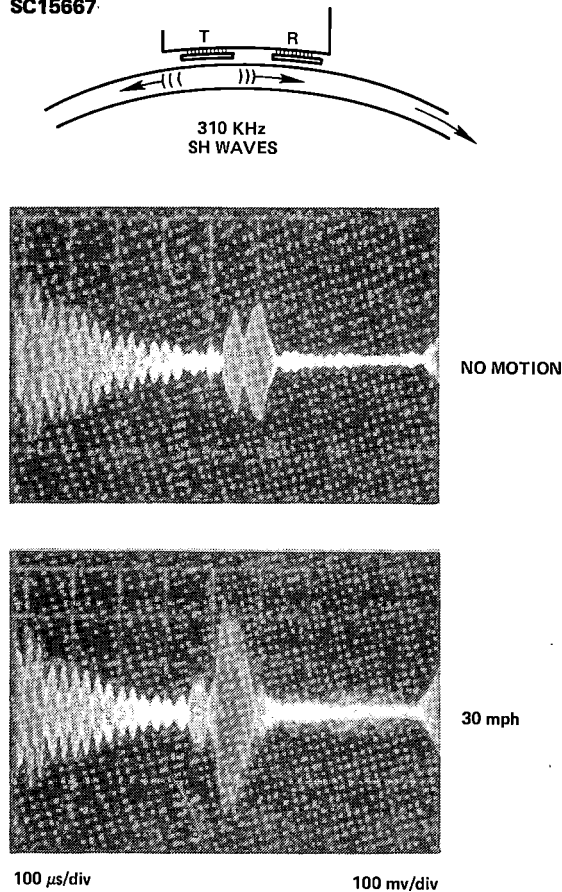 SC15667
T R
310 KHz
SH WAVES
NO MOTION
30 mph
100 μs/div 100 mv/div